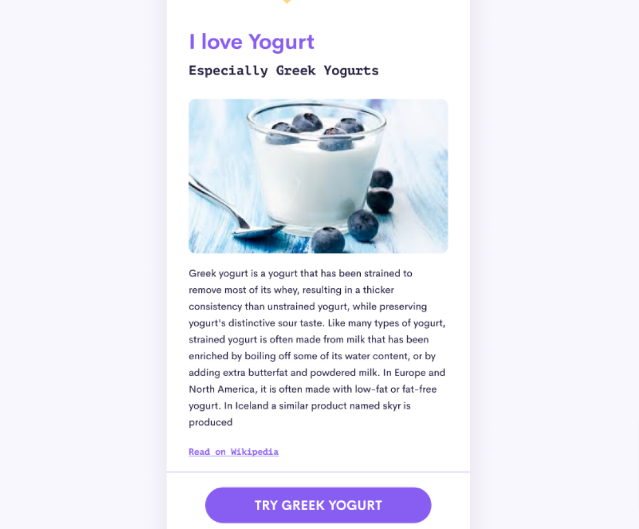 I love Yogurt
Especially Greek Yogurts
Greek yogurt is a yogurt that has been strained to
remove most of its whey, resulting in a thicker
consistency than unstrained yogurt, while preserving
yogurt's distinctive sour taste. Like many types of yogurt,
strained yogurt is often made from milk that has been
enriched by boiling off some of its water content, or by
adding extra butterfat and powdered milk. In Europe and
North America, it is often made with low-fat or fat-free
yogurt. In Iceland a similar product named skyr is
produced
Read on Wikipedia
TRY GREEK YOGURT